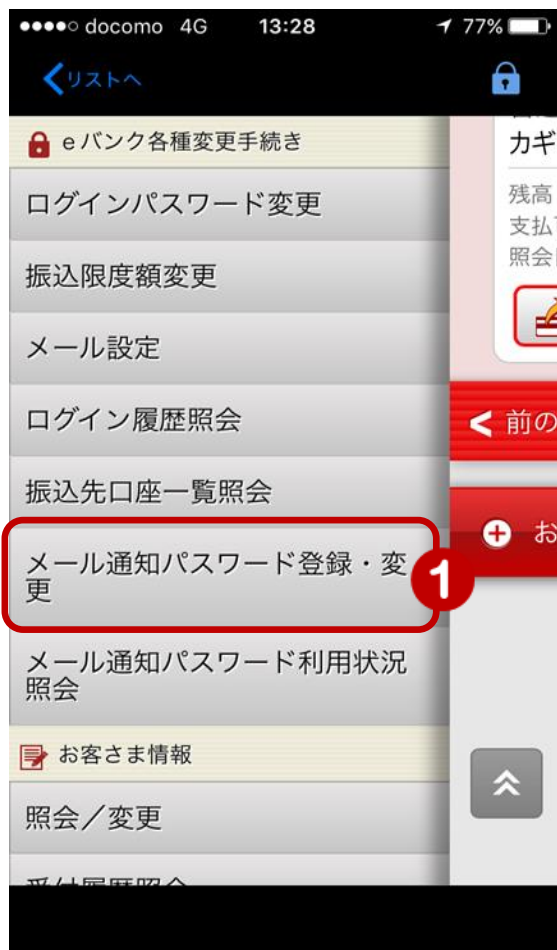 docomo 4G 13:28 77%
リストへ
eバンク各種変更手続き
ログインパスワード変更
振込限度額変更
メール設定
ログイン履歴照会
振込先口座一覧照会
メール通知パスワード登録・変
更
1
メール通知パスワード利用状況
照会
お客さま情報
照会／変更
カギ
残高
支払
照会
前の
お